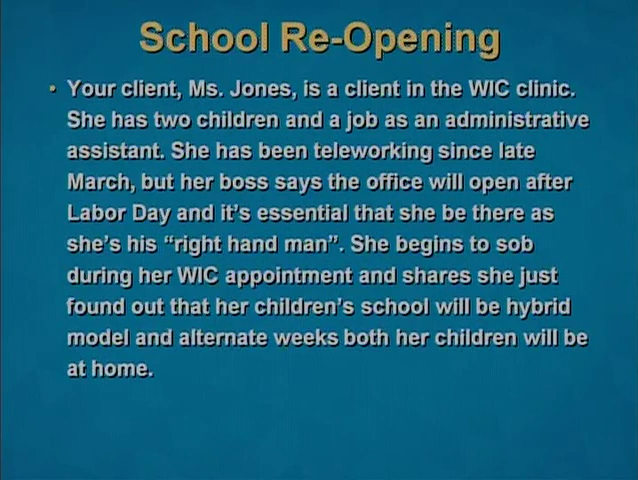 School Re-Opening
• Your client, Ms. Jones, is a client in the WIC clinic.
She has two children and a job as an administrative
assistant. She has been teleworking since late
March, but her boss says the office will open after
Labor Day and it's essential that she be there as
she's his “right hand man”. She begins to sob
during her WIC appointment and shares she just
found out that her children's school will be hybrid
model and alternate weeks both her children will be
at home.